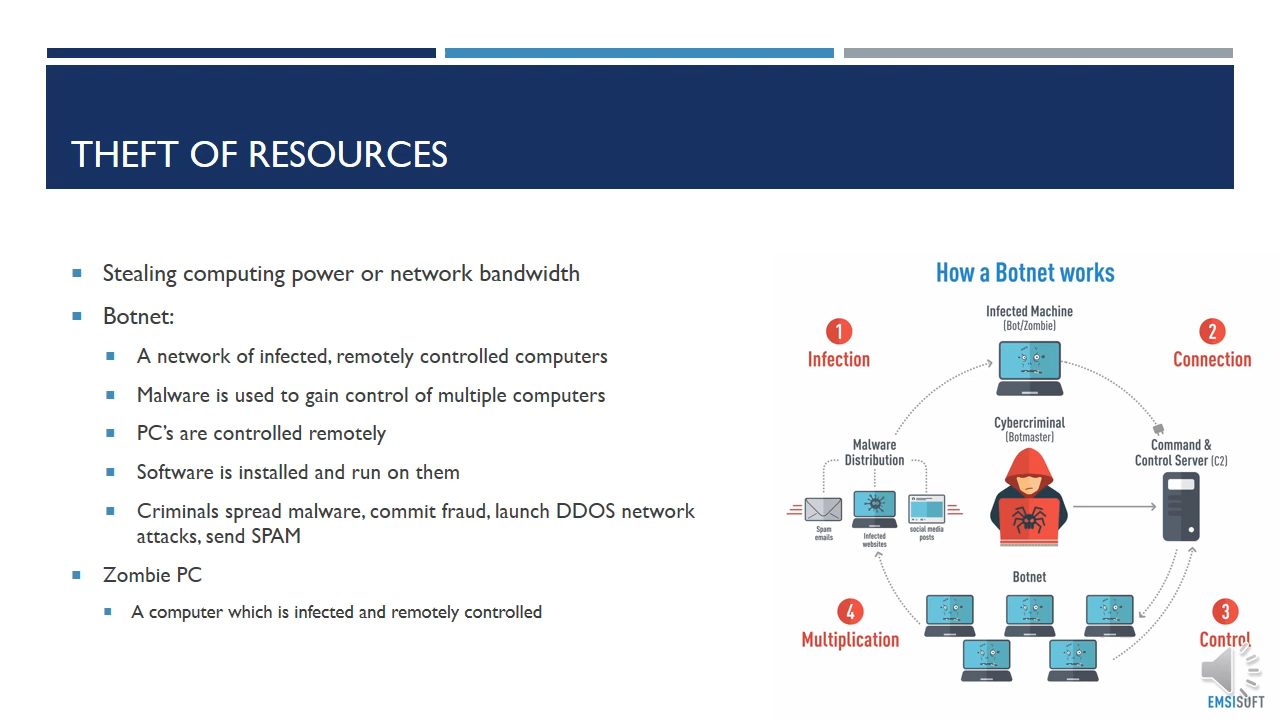 THEFT OF RESOURCES
Stealing computing power or network bandwidth
Botnet:
A network of infected, remotely controlled computers
Malware is used to gain control of multiple computers
PC's are controlled remotely
Software is installed and run on them
Criminals spread malware, commit fraud, launch DDOS network
attacks, send SPAM
Zombie PC
A computer which is infected and remotely controlled
How a Botnet works
Infected Machine
(Bot/Zombie)
1
Infection
2
Connection
Cybercriminal
(Botmaster)
Malware
Distribution
Command &
Control Server (C2)
Spam
emails
Infected
websites
social media
posts
Botnet
4
Multiplication
3
Control
EMSISOFT